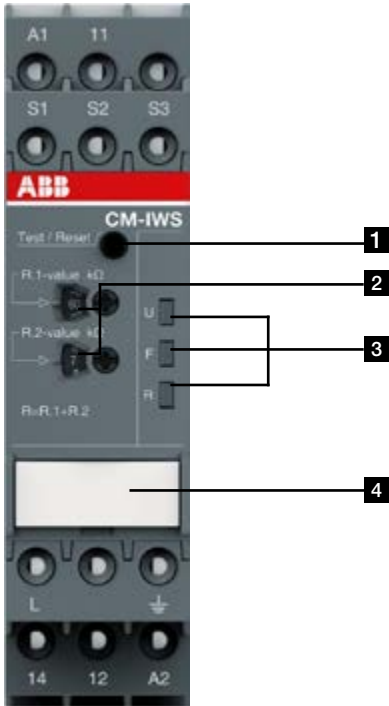 A1 11
S1 S2 S3
ABB
CM-IWS
Test / Reset
1
R.1-value kΩ
2
U
R.2-value kΩ
F
3
R
R=R.1+R.2
4
L
14 12 A2